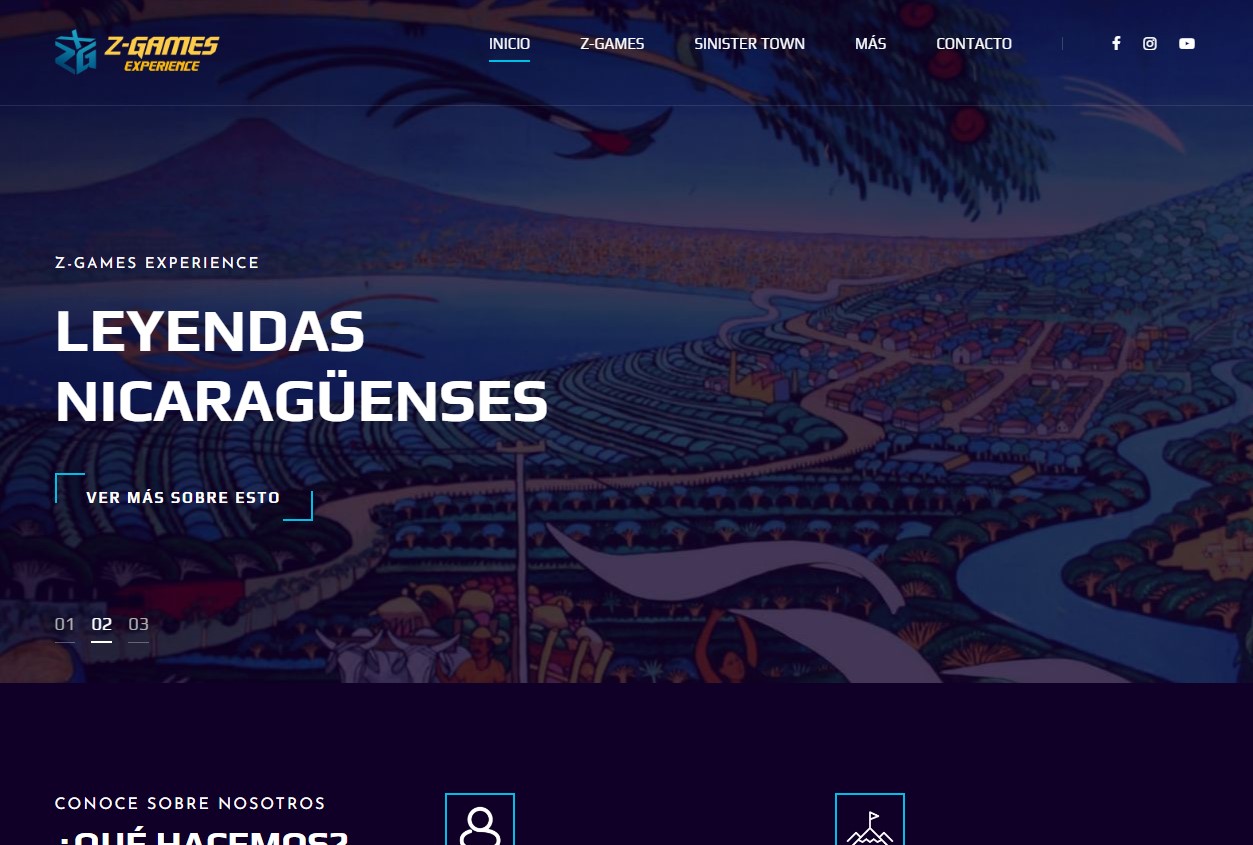 Z-GAMES
EXPERIENCE
INICIO
Z-GAMES
SINISTER TOWN
MÁS
CONTACTO
Z-GAMES EXPERIENCE
LEYENDAS
NICARAGÜENSES
VER MÁS SOBRE ESTO
01 02 03
CONOCE SOBRE NOSOTROS
¿QUÉ HACEMOS?